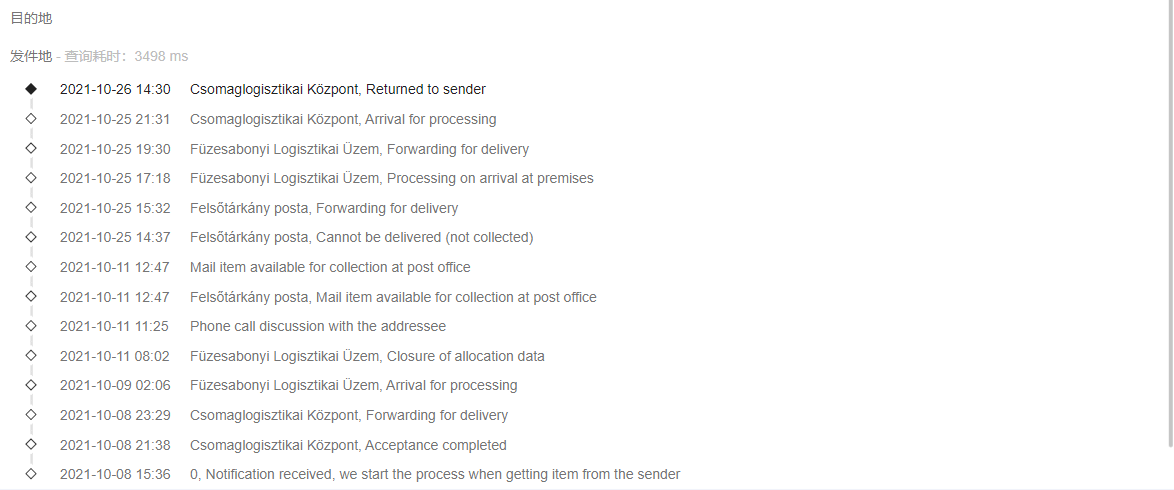 目的地
发件地 - 查询耗时：3498 ms
2021-10-26 14:30 Csomaglogisztikai Központ, Returned to sender
2021-10-25 21:31 Csomaglogisztikai Központ, Arrival for processing
2021-10-25 19:30 Füzesabonyi Logisztikai Üzem, Forwarding for delivery
2021-10-25 17:18 Füzesabonyi Logisztikai Üzem, Processing on arrival at premises
2021-10-25 15:32 Felsőtárkány posta, Forwarding for delivery
2021-10-25 14:37 Felsőtárkány posta, Cannot be delivered (not collected)
2021-10-11 12:47 Mail item available for collection at post office
2021-10-11 12:47 Felsőtárkány posta, Mail item available for collection at post office
2021-10-11 11:25 Phone call discussion with the addressee
2021-10-11 08:02 Füzesabonyi Logisztikai Üzem, Closure of allocation data
2021-10-09 02:06 Füzesabonyi Logisztikai Üzem, Arrival for processing
2021-10-08 23:29 Csomaglogisztikai Központ, Forwarding for delivery
2021-10-08 21:38 Csomaglogisztikai Központ, Acceptance completed
2021-10-08 15:36 0, Notification received, we start the process when getting item from the sender